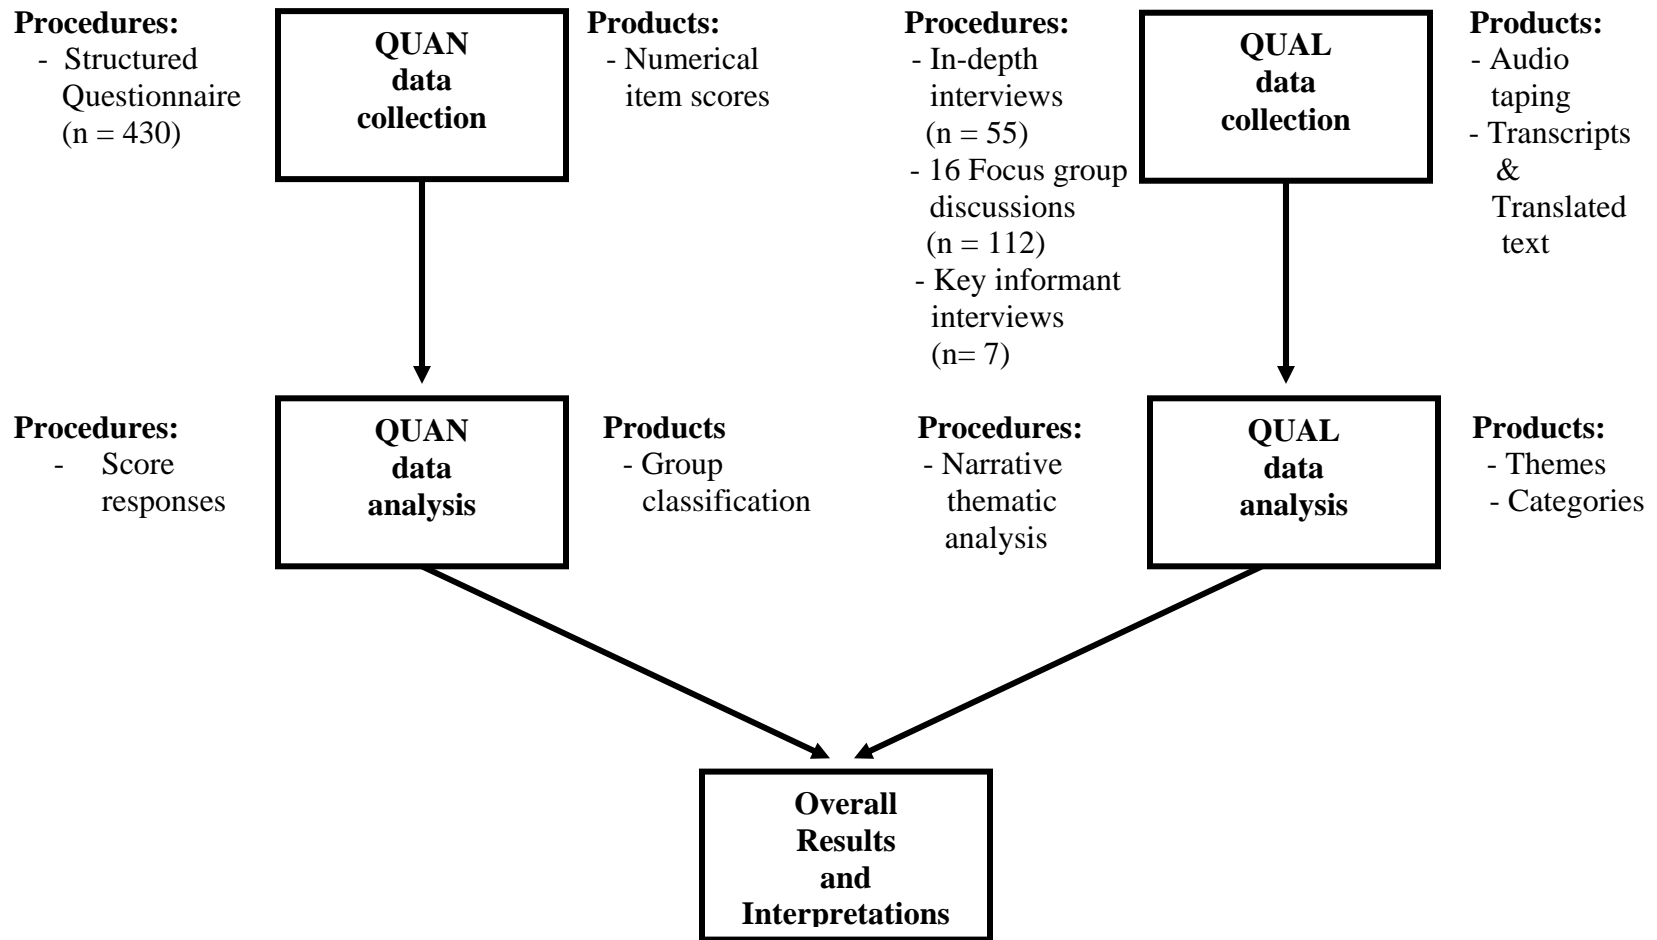 Procedures:
- Structured
Questionnaire
(n = 430)
QUAN
data
collection
Products:
- Numerical
item scores
Procedures:
- In-depth
interviews
(n = 55)
- 16 Focus group
discussions
(n = 112)
- Key informant
interviews
(n= 7)
QUAL
data
collection
Products:
- Audio
taping
- Transcripts
&
Translated
text
Procedures:
- Score
responses
QUAN
data
analysis
Products
- Group
classification
Procedures:
- Narrative
thematic
analysis
QUAL
data
analysis
Products:
- Themes
- Categories
Overall
Results
and
Interpretations